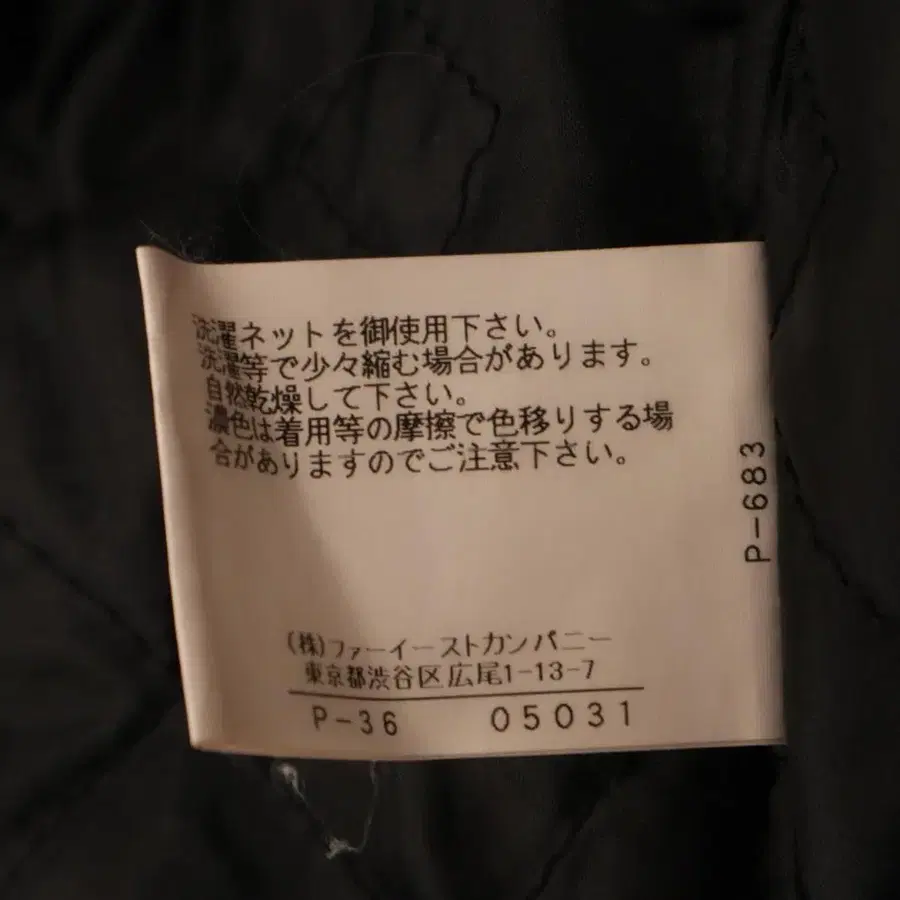 洗濯ネットを御使用下さい。
洗濯等で少々縮む場合があります。
自然乾燥して下さい。
濃色は着用等の摩擦で色移りする場
合がありますのでご注意下さい。
P-683
(株)ファーイーストカンパニー
東京都渋谷区広尾1-13-7
P-36 05031